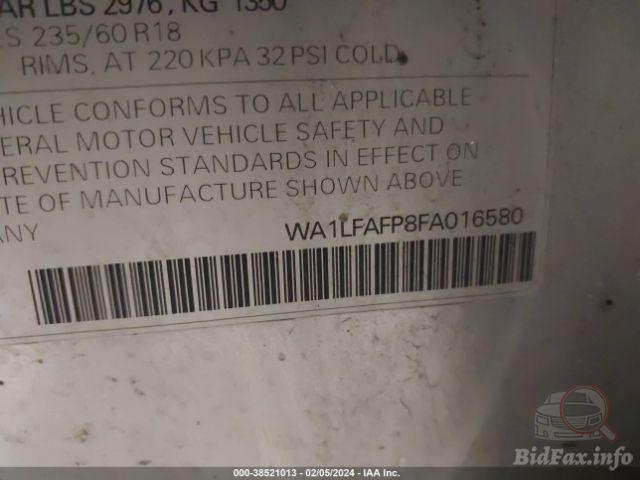 AR LBS 2976, KG 1350
S 235/60 R18
RIMS, AT 220 KPA 32 PSI COLD
HICLE CONFORMS TO ALL APPLICABLE
ERAL MOTOR VEHICLE SAFETY AND
PREVENTION STANDARDS IN EFFECT ON
TE OF MANUFACTURE SHOWN ABOVE
ANY
WA1LFAFP8FA016580
000-38521013 - 02/05/2024 - IAA Inc.
BidFax.info